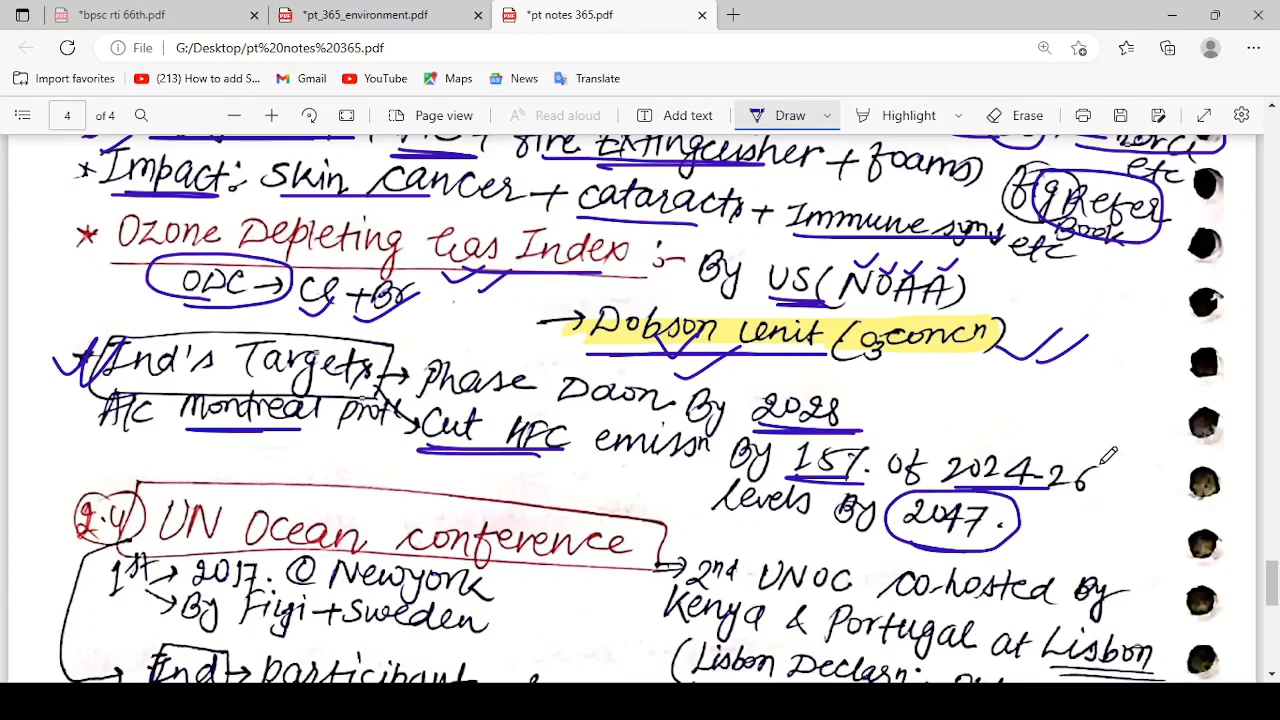 *bpsc rti 66th.pdf
*pt_365_environment.pdf
*pt notes 365.pdf
File G:/Desktop/pt%20notes%20365.pdf
Import favorites
(213) How to add S...
Gmail
YouTube
Maps
News
Translate
4 of 4
Page view
Read aloud
Add text
Draw
Highlight
Erase
fire Extinguisher + foams)
etc
* Impact: skin cancer + cataracts + Immune syms etc
fig Refer Book
* Ozone Depleting Gas Index :- By US (NOAA)
ODC → Cl + Br
→ Dobson Unit (O3 concn)
* Ind's Targets → Phase Down By 2028
A/C Montreal proto
→ Cut HFC emissn By 15% of 2024-26
levels By 2047.
2.4) UN Ocean conference
1st → 2017. @ Newyork
→ By Fiyi + Sweden
→ 2nd UNOC co-hosted By
Kenya & Portugal at Lisbon
(Lisbon Declarn:
→ Ind → participant